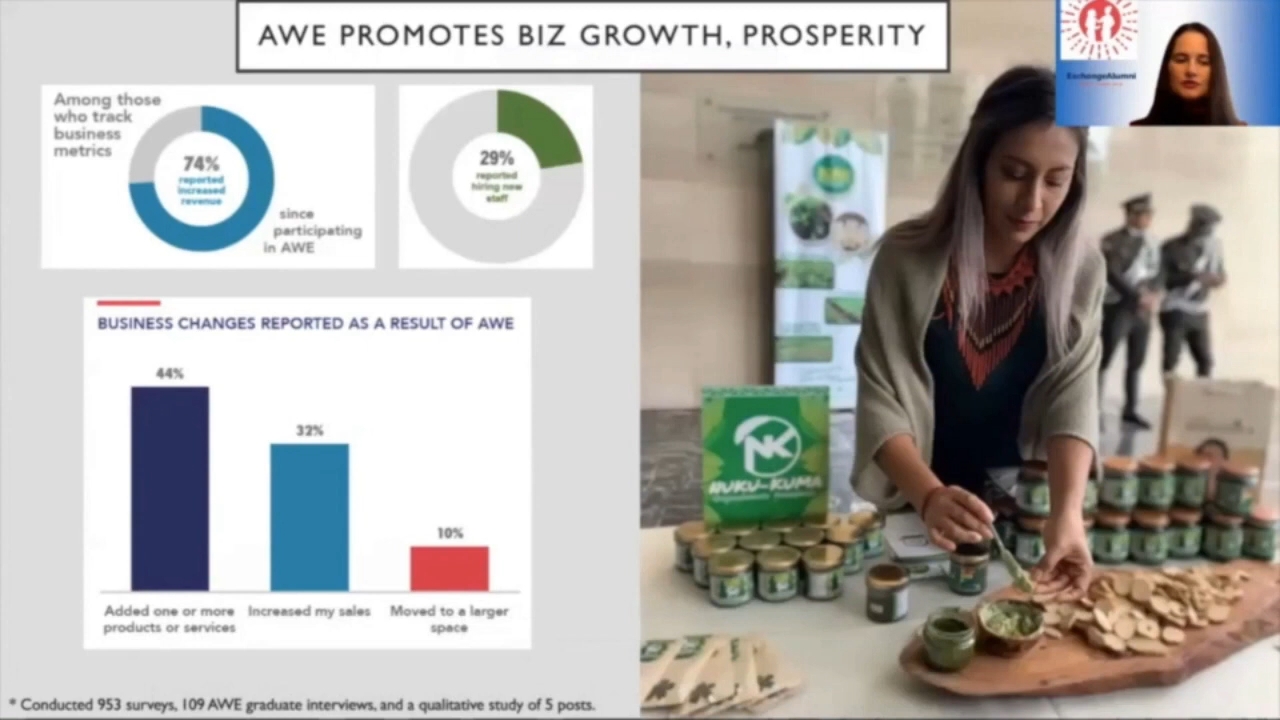 AWE PROMOTES BIZ GROWTH, PROSPERITY
Among those
who track
business
metrics
74%
reported
increased
revenue
since
participating
in AWE
29%
reported
hiring new
staff
BUSINESS CHANGES REPORTED AS A RESULT OF AWE
44%
32%
10%
Added one or more
products or services
Increased my sales
Moved to a larger
space
* Conducted 953 surveys, 109 AWE graduate interviews, and a qualitative study of 5 posts.
ExchangeAlumni
NK
NUKU-KUMA